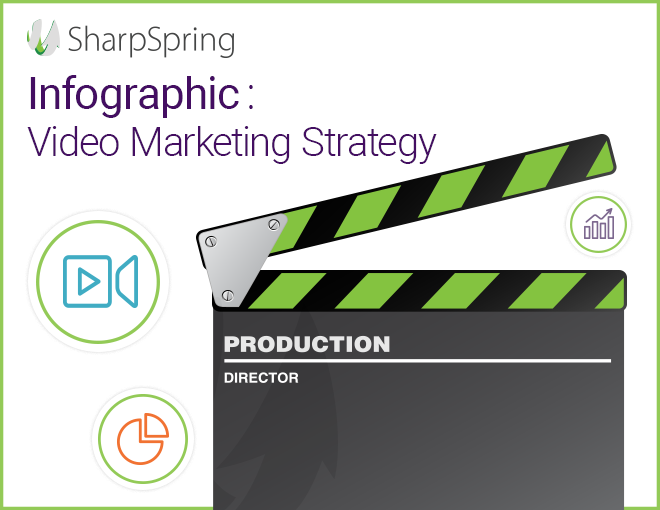 SharpSpring
Infographic :
Video Marketing Strategy
PRODUCTION
DIRECTOR